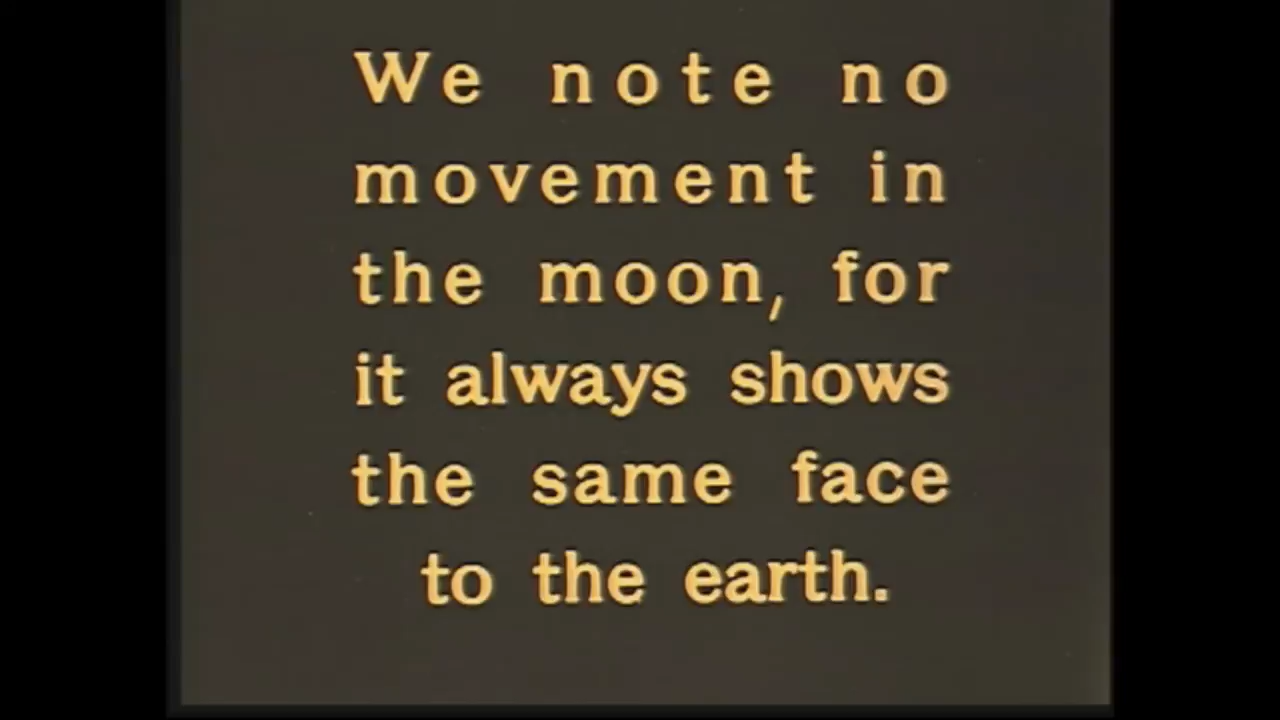 We note no
movement in
the moon, for
it always shows
the same face
to the earth.